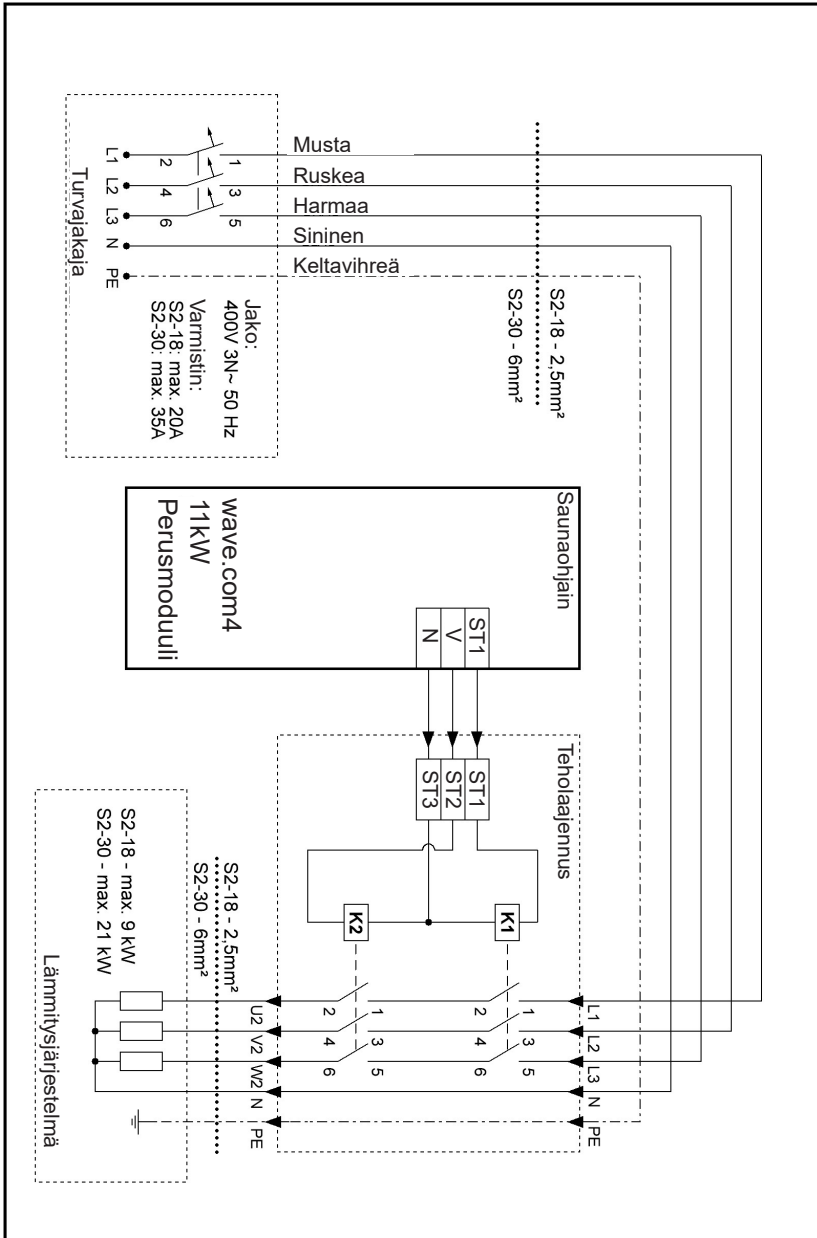 Musta
Ruskea
Harmaa
Sininen
Keltavihreä
L1
L2
L3
N
PE
2
4
6
1
3
5
Turvajakaja
Jako:
400V 3N~ 50 Hz
Varmistin:
S2-18: max. 20A
S2-30: max. 35A
S2-18 - 2,5mm²
S2-30 - 6mm²
Saunaohjain
wave.com4
11kW
Perusmoduuli
ST1
V
N
Teholaajennus
ST1
ST2
ST3
K1
K2
L1
L2
L3
N
PE
1
3
5
2
4
6
1
3
5
2
4
6
U2
V2
W2
N
PE
S2-18 - 2,5mm²
S2-30 - 6mm²
S2-18 - max. 9 kW
S2-30 - max. 21 kW
Lämmitysjärjestelmä